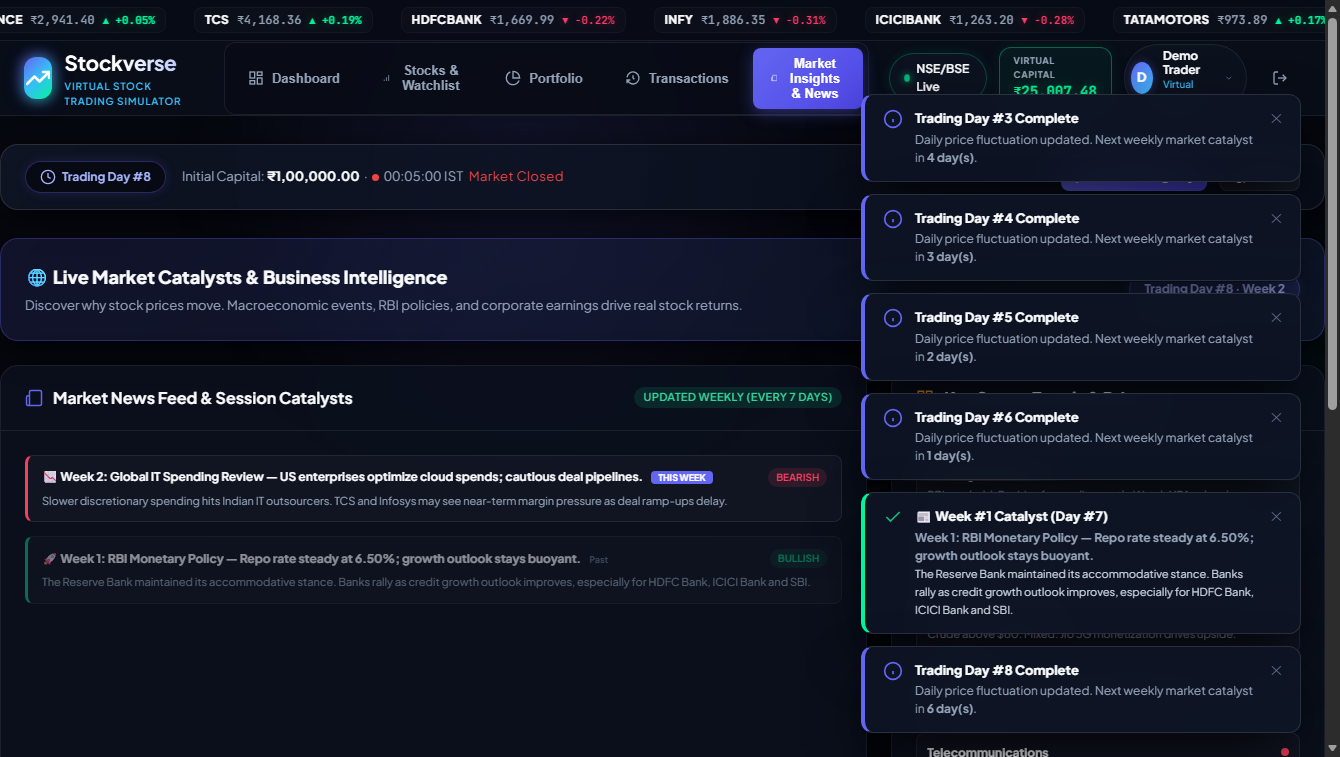 NCE ₹2,941.40 ▲ +0.05% TCS ₹4,168.36 ▲ +0.19% HDFCBANK ₹1,669.99 ▼ -0.22% INFY ₹1,886.35 ▼ -0.31% ICICIBANK ₹1,263.20 ▼ -0.28% TATAMOTORS ₹973.89 ▲ +0.17%
Stockverse
VIRTUAL STOCK
TRADING SIMULATOR
Dashboard
Stocks &
Watchlist
Portfolio
Transactions
Market
Insights
& News
NSE/BSE
Live
VIRTUAL
CAPITAL
₹25,007.48
D
Demo
Trader
Virtual
Trading Day #8
Initial Capital: ₹1,00,000.00 · 00:05:00 IST Market Closed
Live Market Catalysts & Business Intelligence
Discover why stock prices move. Macroeconomic events, RBI policies, and corporate earnings drive real stock returns.
Trading Day #8 · Week 2
Market News Feed & Session Catalysts
UPDATED WEEKLY (EVERY 7 DAYS)
Week 2: Global IT Spending Review — US enterprises optimize cloud spends; cautious deal pipelines. THIS WEEK
BEARISH
Slower discretionary spending hits Indian IT outsourcers. TCS and Infosys may see near-term margin pressure as deal ramp-ups delay.
Week 1: RBI Monetary Policy — Repo rate steady at 6.50%; growth outlook stays buoyant. Past
BULLISH
The Reserve Bank maintained its accommodative stance. Banks rally as credit growth outlook improves, especially for HDFC Bank, ICICI Bank and SBI.
Trading Day #3 Complete
Daily price fluctuation updated. Next weekly market catalyst
in 4 day(s).
Trading Day #4 Complete
Daily price fluctuation updated. Next weekly market catalyst
in 3 day(s).
Trading Day #5 Complete
Daily price fluctuation updated. Next weekly market catalyst
in 2 day(s).
Trading Day #6 Complete
Daily price fluctuation updated. Next weekly market catalyst
in 1 day(s).
Week #1 Catalyst (Day #7)
Week 1: RBI Monetary Policy — Repo rate steady at 6.50%;
growth outlook stays buoyant.
The Reserve Bank maintained its accommodative stance. Banks
rally as credit growth outlook improves, especially for HDFC Bank,
ICICI Bank and SBI.
Crude above $80. Mixed. Jio 5G monetization drives upside.
Trading Day #8 Complete
Daily price fluctuation updated. Next weekly market catalyst
in 6 day(s).
Telecommunications